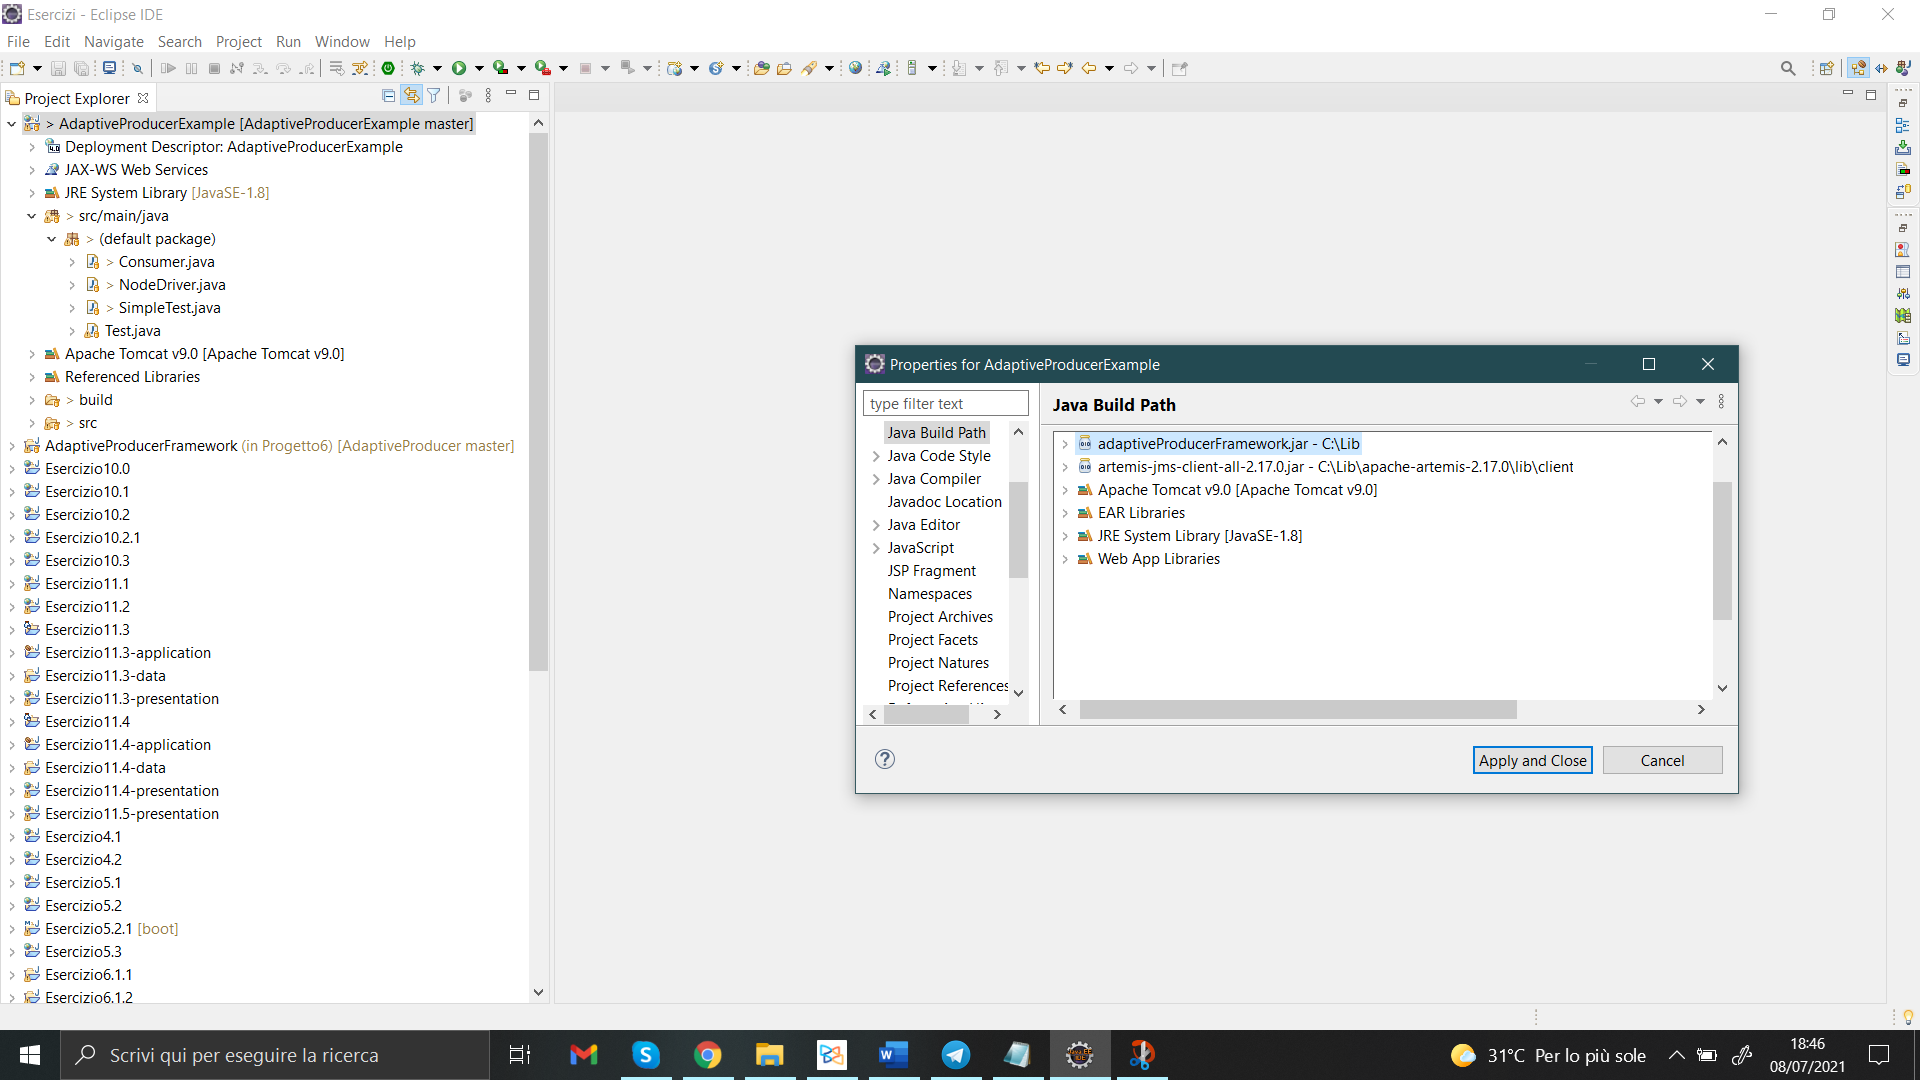 Esercizi - Eclipse IDE
File Edit Navigate Search Project Run Window Help
Project Explorer
> AdaptiveProducerExample [AdaptiveProducerExample master]
Deployment Descriptor: AdaptiveProducerExample
JAX-WS Web Services
JRE System Library [JavaSE-1.8]
> src/main/java
> (default package)
> Consumer.java
> NodeDriver.java
> SimpleTest.java
Test.java
Apache Tomcat v9.0 [Apache Tomcat v9.0]
Referenced Libraries
> build
> src
AdaptiveProducerFramework (in Progetto6) [AdaptiveProducer master]
Esercizio10.0
Esercizio10.1
Esercizio10.2
Esercizio10.2.1
Esercizio10.3
Esercizio11.1
Esercizio11.2
Esercizio11.3
Esercizio11.3-application
Esercizio11.3-data
Esercizio11.3-presentation
Esercizio11.4
Esercizio11.4-application
Esercizio11.4-data
Esercizio11.4-presentation
Esercizio11.5-presentation
Esercizio4.1
Esercizio4.2
Esercizio5.1
Esercizio5.2
Esercizio5.2.1 [boot]
Esercizio5.3
Esercizio6.1.1
Esercizio6.1.2
Properties for AdaptiveProducerExample
type filter text
Java Build Path
Java Code Style
Java Compiler
Javadoc Location
Java Editor
JavaScript
JSP Fragment
Namespaces
Project Archives
Project Facets
Project Natures
Project References
Java Build Path
adaptiveProducerFramework.jar - C:\Lib
artemis-jms-client-all-2.17.0.jar - C:\Lib\apache-artemis-2.17.0\lib\client
Apache Tomcat v9.0 [Apache Tomcat v9.0]
EAR Libraries
JRE System Library [JavaSE-1.8]
Web App Libraries
Apply and Close
Cancel
Scrivi qui per eseguire la ricerca
31°C Per lo più sole
18:46
08/07/2021